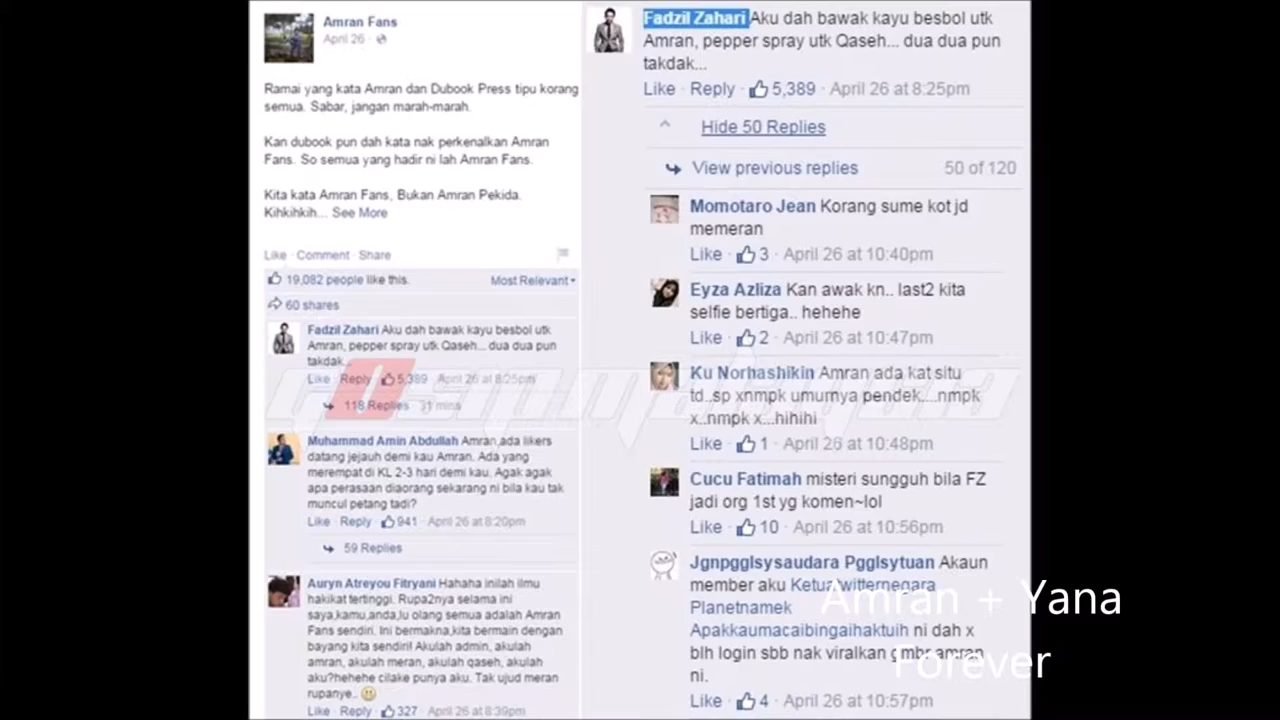 Amran Fans
April 26
Ramai yang kata Amran dan Dubook Press tipu korang
semua. Sabar, jangan marah-marah.
Kan dubook pun dah kata nak perkenalkan Amran
Fans. So semua yang hadir ni lah Amran Fans.
Kita kata Amran Fans, Bukan Amran Pekida.
Kihkihkih... See More
Like · Comment · Share
19,082 people like this.
Most Relevant
60 shares
Fadzil Zahari Aku dah bawak kayu besbol utk
Amran, pepper spray utk Qaseh... dua dua pun
takdak...
Like · Reply · 5,389 · April 26 at 8:25pm
118 Replies · 31 mins
Muhammad Amin Abdullah Amran,ada likers
datang jejauh demi kau Amran. Ada yang
merempat di KL 2-3 hari demi kau. Agak agak
apa perasaan diaorang sekarang ni bila kau tak
muncul petang tadi?
Like · Reply · 941 · April 26 at 8:20pm
59 Replies
Auryn Atreyou Fitryani Hahaha inilah ilmu
hakikat tertinggi. Rupa2nya selama ini
saya,kamu,anda,lu olang semua adalah Amran
Fans sendiri. Ini bermakna,kita bermain dengan
bayang kita sendiri! Akulah admin, akulah
amran, akulah meran, akulah qaseh, akulah
aku?hehehe cilake punya aku. Tak ujud meran
rupanye..
Like · Reply · 327 · April 26 at 8:39pm
Fadzil Zahari Aku dah bawak kayu besbol utk
Amran, pepper spray utk Qaseh... dua dua pun
takdak...
Like · Reply · 5,389 · April 26 at 8:25pm
Hide 50 Replies
View previous replies
50 of 120
Momotaro Jean Korang sume kot jd
memeran
Like · 3 · April 26 at 10:40pm
Eyza Azliza Kan awak kn.. last2 kita
selfie bertiga.. hehehe
Like · 2 · April 26 at 10:47pm
Ku Norhashikin Amran ada kat situ
td..sp xnmpk umurnya pendek....nmpk
x..nmpk x...hihihi
Like · 1 · April 26 at 10:48pm
Cucu Fatimah misteri sungguh bila FZ
jadi org 1st yg komen~lol
Like · 10 · April 26 at 10:56pm
Jgnpgglsysaudara Pgglsytuan Akaun
member aku Ketua witternegara
Planetnamek
Apakkaumacaibingaihaktuih ni dah x
blh login sbb nak viralkan gmbr amran
ni.
Like · 4 · April 26 at 10:57pm
Amran + Yana
Forever